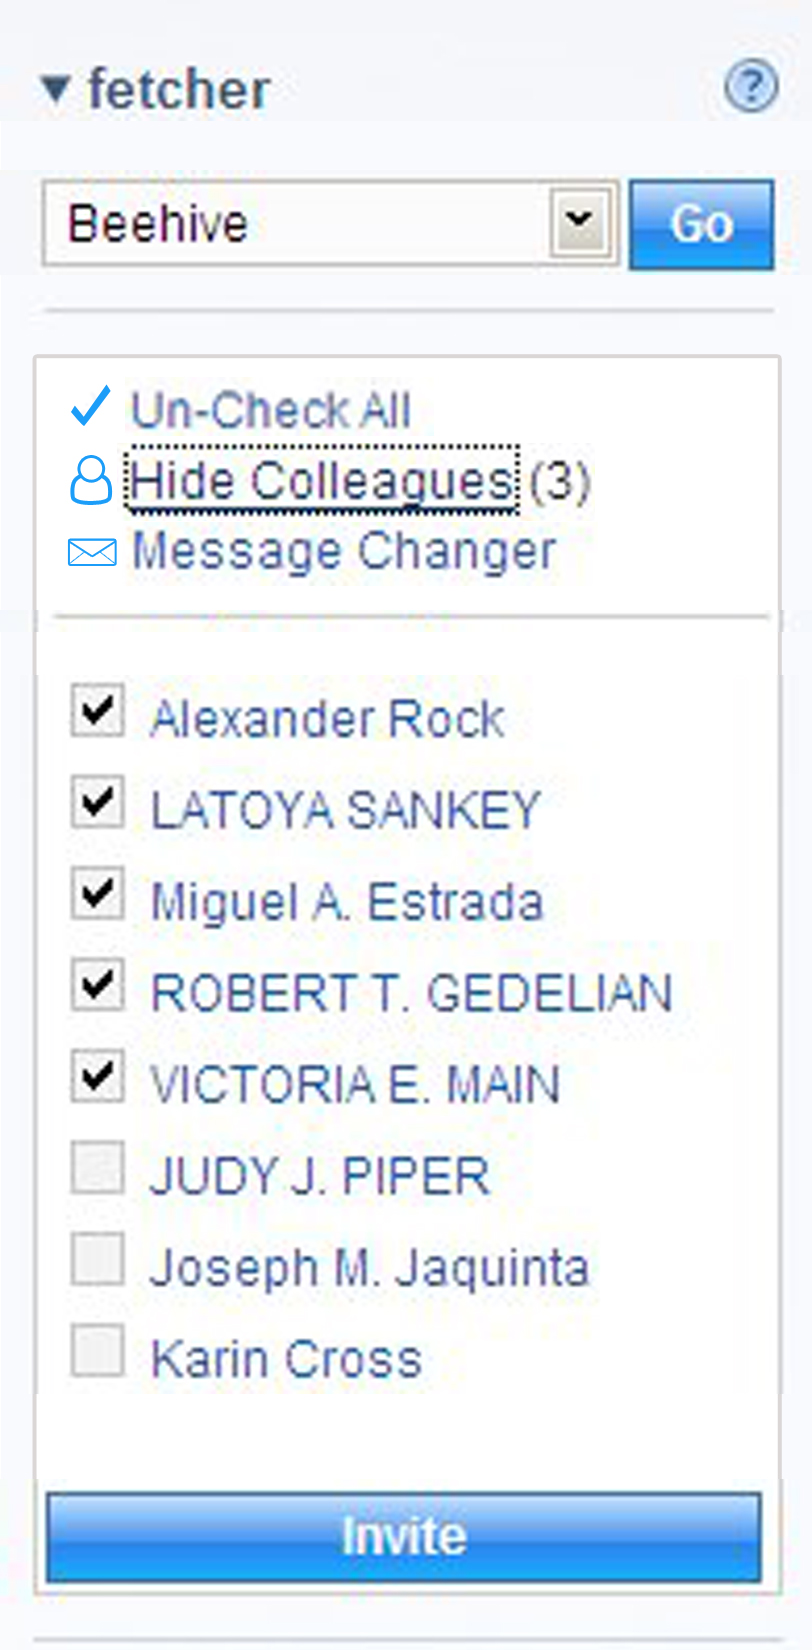 fetcher ?
Beehive Go
Un-Check All
Hide Colleagues (3)
Message Changer
Alexander Rock
LATOYA SANKEY
Miguel A. Estrada
ROBERT T. GEDELIAN
VICTORIA E. MAIN
JUDY J. PIPER
Joseph M. Jaquinta
Karin Cross
Invite